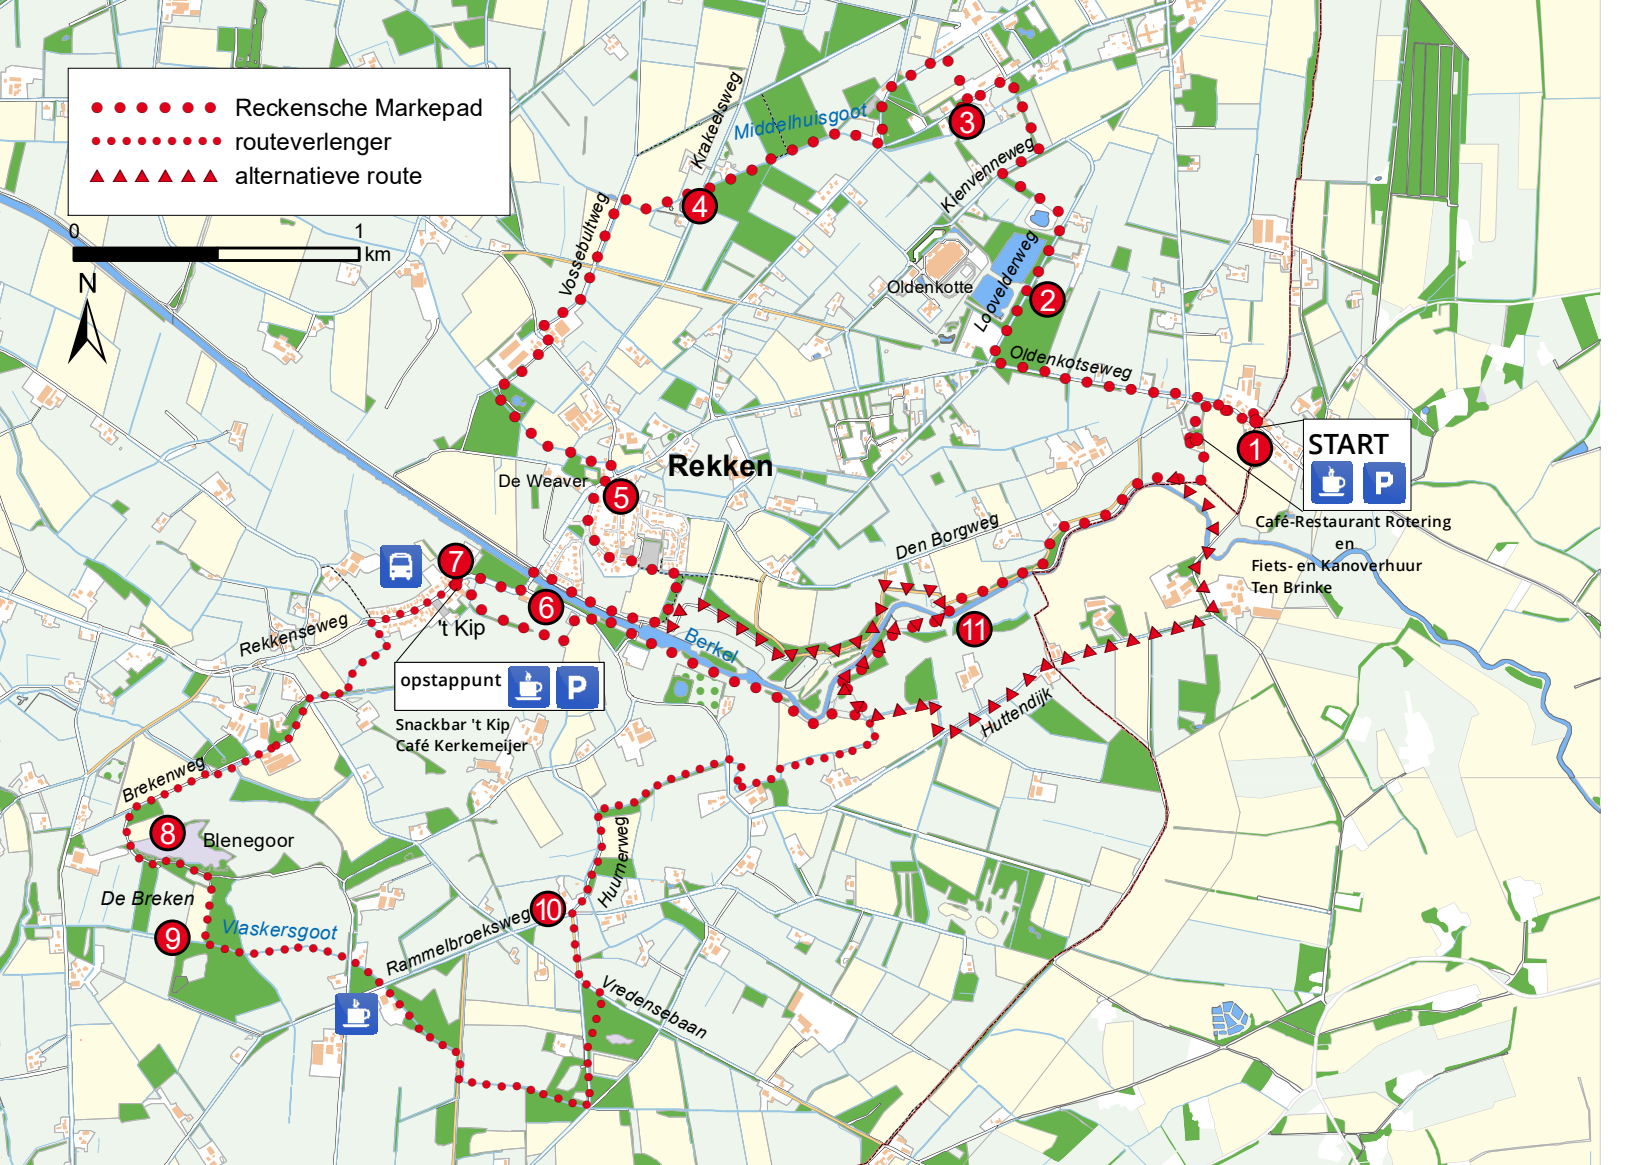 Reckensche Markepad
routeverlenger
alternatieve route
0 1
km
N
Krakeelsweg
Middelhuisgoot
3
Kienvenneweg
4
Vossebultweg
Oldenkotte
Loovelderweg
2
Oldenkotseweg
1
START
P
Café-Restaurant Rotering
en
Fiets- en Kanoverhuur
Ten Brinke
Rekken
De Weaver
5
Den Borgweg
7
6
't Kip
Rekkenseweg
Berkel
11
opstappunt
P
Snackbar 't Kip
Café Kerkemeijer
Huttendijk
Brekenweg
8
Blenegoor
Huurnerweg
De Breken
9
Vlaskersgoot
10
Rammelbroeksweg
Vredensebaan